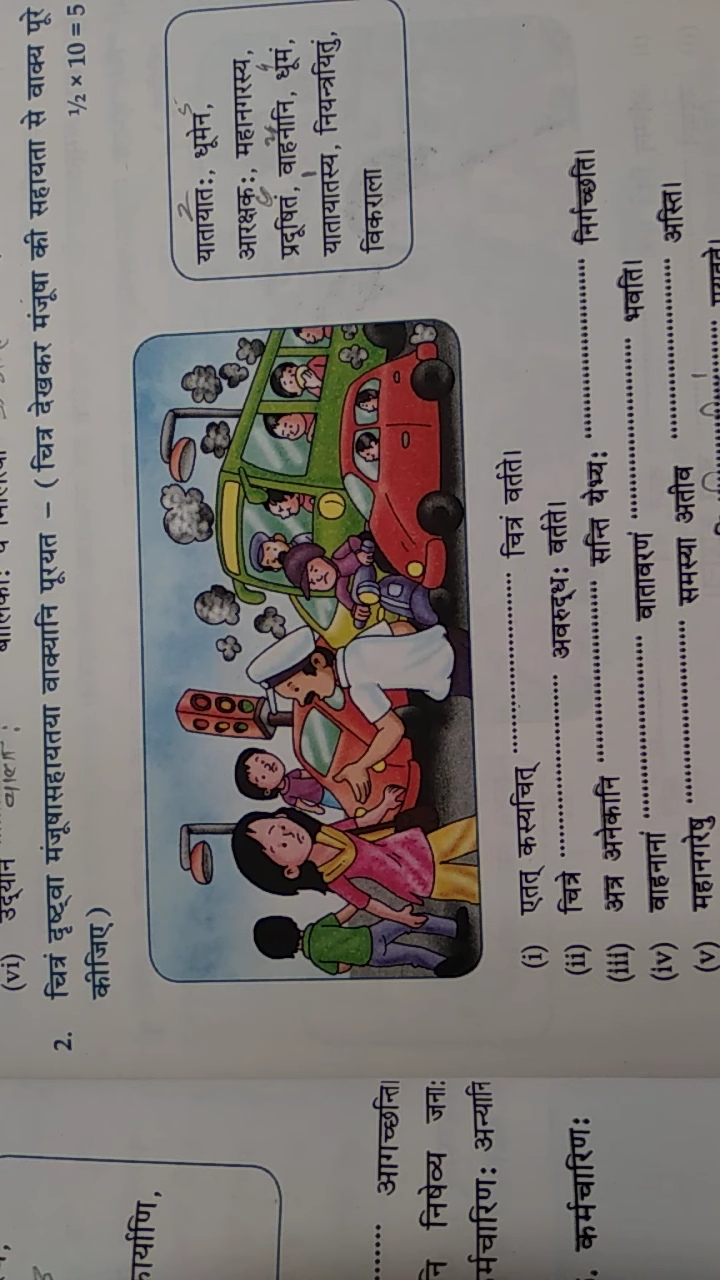 (vi) उद्यान
2. चित्रं दृष्ट्वा मंजूषासहायतया वाक्यानि पूरयत – ( चित्र देखकर मंजूषा की सहायता से वाक्य पूरे
कीजिए )
½ × 10 = 5
यातायातः, धूमेन,
आरक्षकः, महानगरस्य,
प्रदूषितं, वाहनानि, धूमं,
यातायातस्य, नियन्त्रयितुं,
विकराला
(i) एतत् कस्यचित् .................... चित्रं वर्तते।
(ii) चित्रे .................... अवरुद्धः वर्तते।
(iii) अत्र अनेकानि .................... सन्ति येभ्यः .................... निर्गच्छति।
(iv) वाहनानां .................... वातावरणं .................... भवति।
(v) महानगरेषु .................... समस्या अतीव .................... अस्ति।
कार्याणि,
...... आगच्छन्ति।
नि निषेव्य जनाः
र्मचारिणः अन्यानि
. कर्मचारिणः